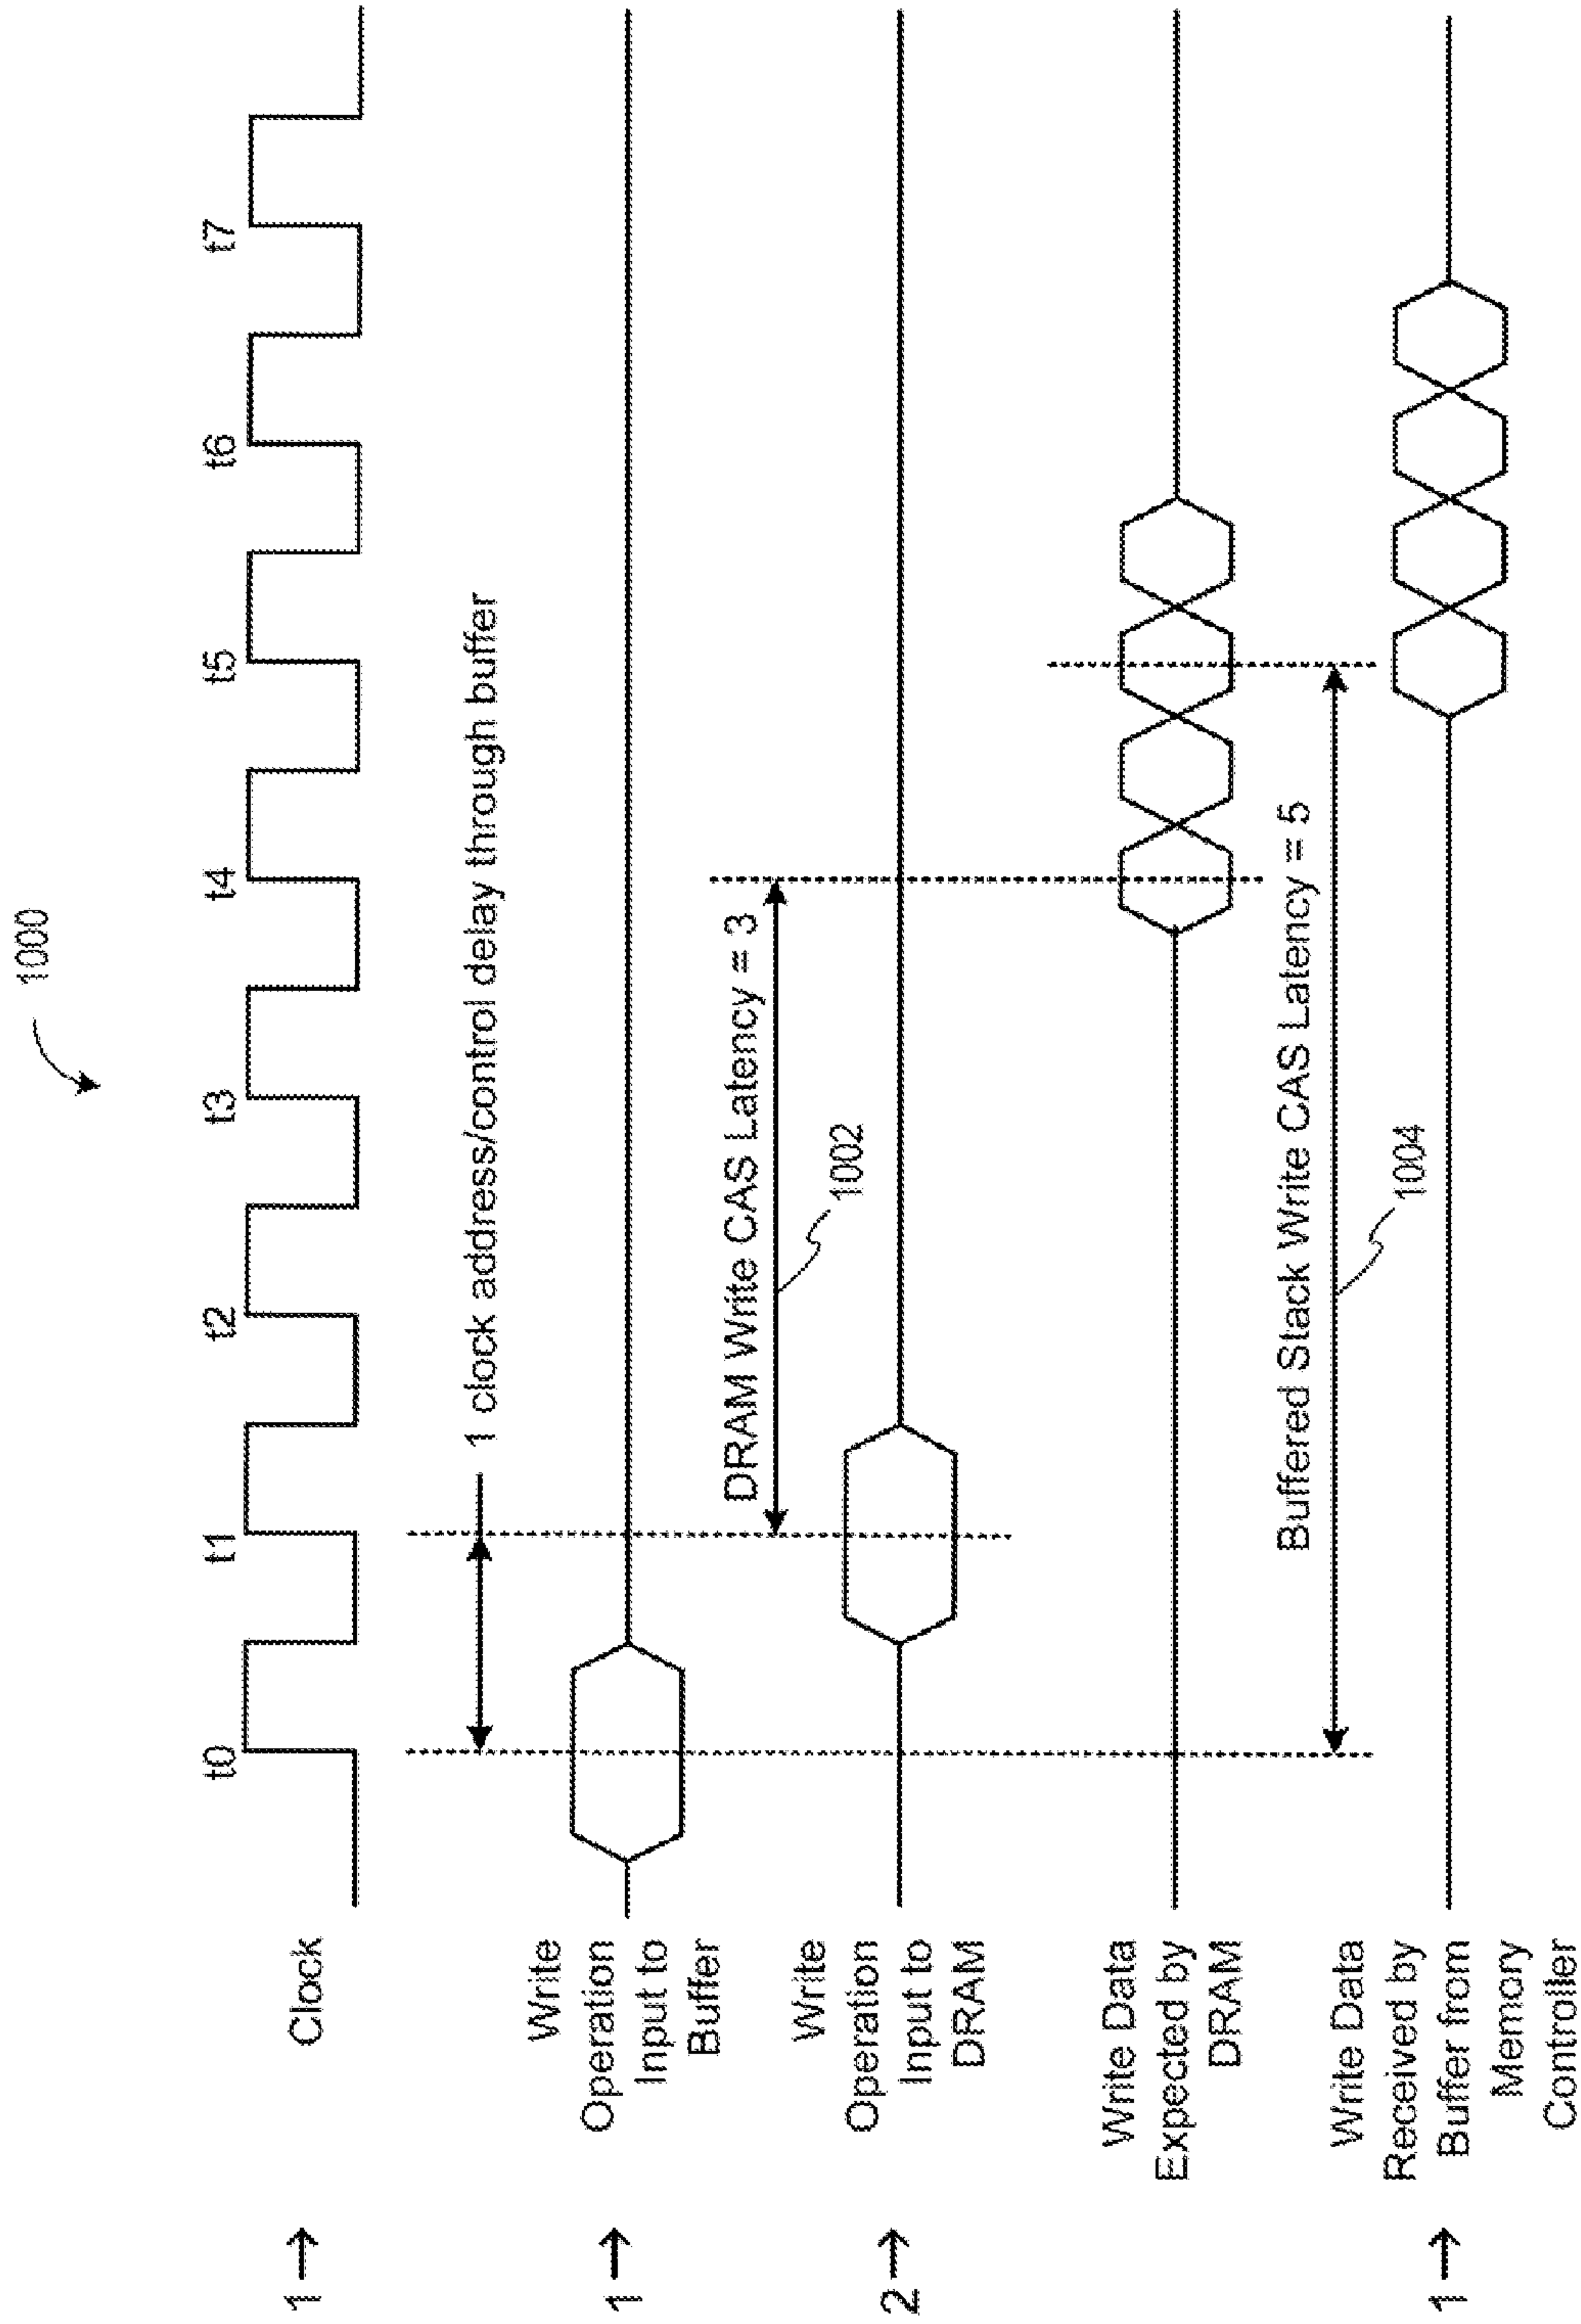 1000
t0 t1 t2 t3 t4 t5 t6 t7
1→ Clock
1 clock address/control delay through buffer
1→
Write
Operation
Input to
Buffer
DRAM Write CAS Latency = 3
1002
2→
Write
Operation
Input to
DRAM
Write Data
Expected by
DRAM
Buffered Stack Write CAS Latency = 5
1004
1→
Write Data
Received by
Buffer from
Memory
Controller